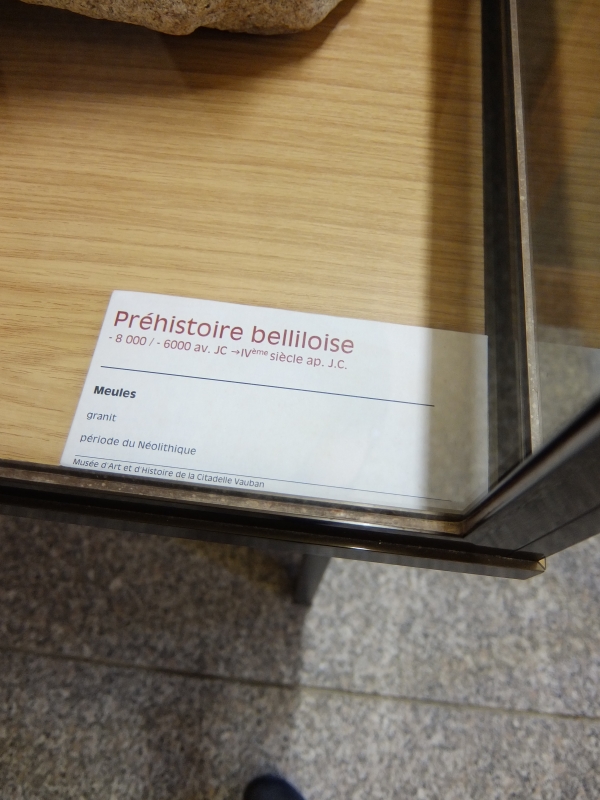 Préhistoire belliloise
- 8 000 / - 6000 av. JC →IVème siècle ap. J.C.
Meules
granit
période du Néolithique
Musée d'Art et d'Histoire de la Citadelle Vauban